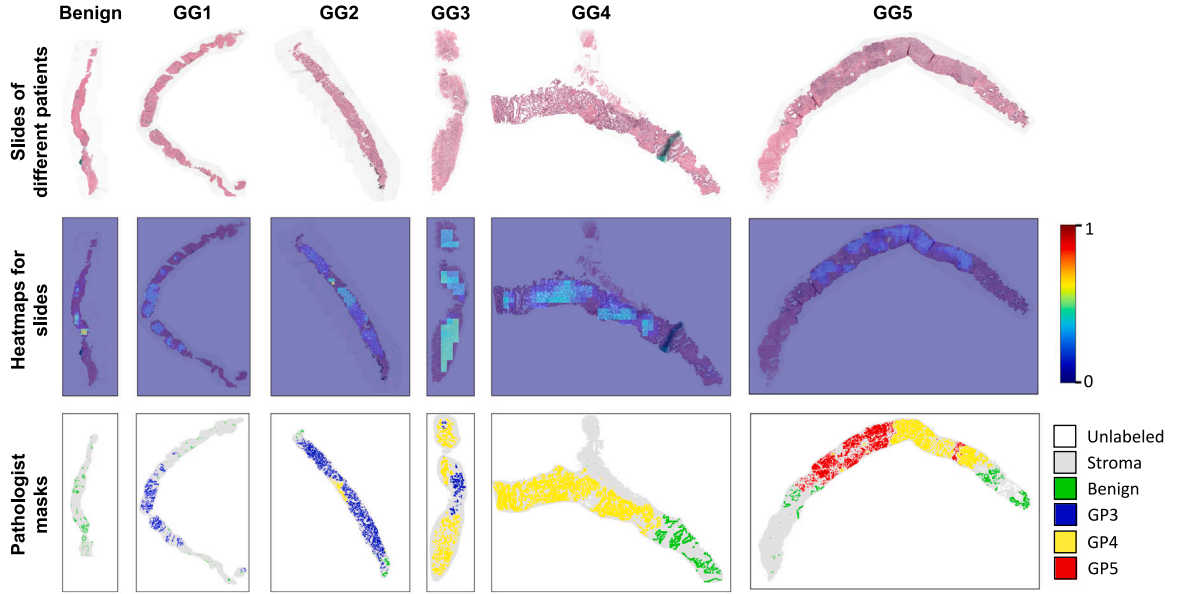 Benign GG1 GG2 GG3 GG4 GG5
Slides of
different patients
Heatmaps for
slides
1
0
Pathologist
masks
Unlabeled
Stroma
Benign
GP3
GP4
GP5